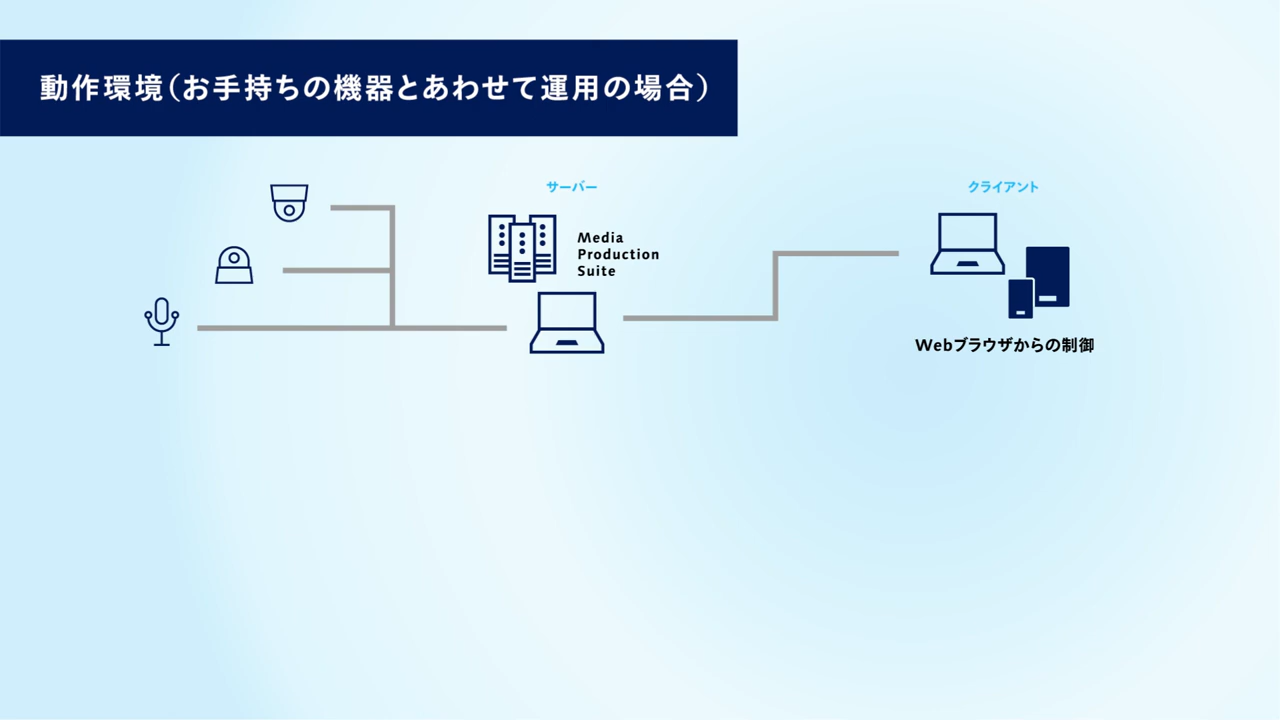 動作環境（お手持ちの機器とあわせて運用の場合）
サーバー
Media
Production
Suite
クライアント
Webブラウザからの制御